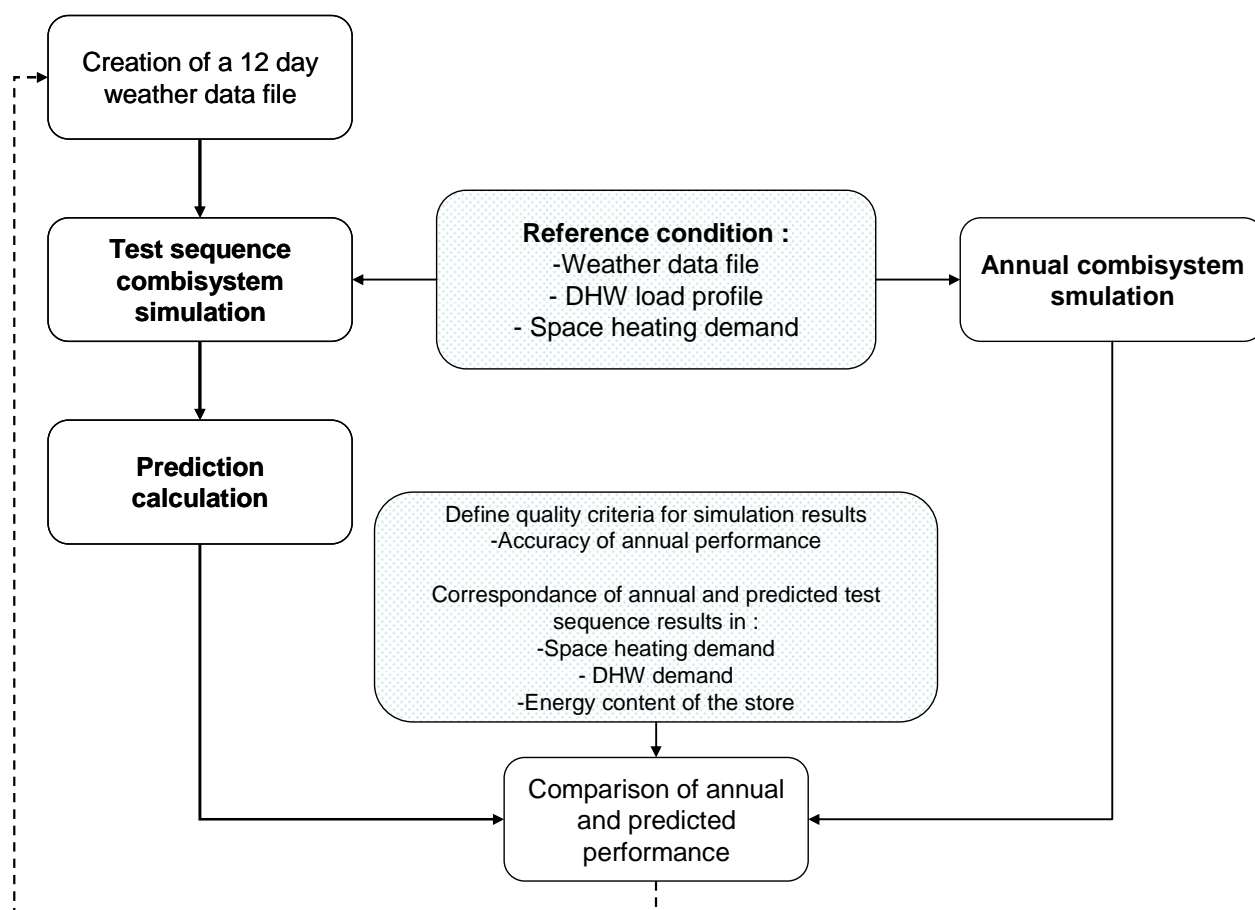 Creation of a 12 day
weather data file
Test sequence
combisystem
simulation
Reference condition :
-Weather data file
- DHW load profile
- Space heating demand
Annual combisystem
smulation
Prediction
calculation
Define quality criteria for simulation results
-Accuracy of annual performance
Correspondance of annual and predicted test
sequence results in :
-Space heating demand
- DHW demand
-Energy content of the store
Comparison of annual
and predicted
performance